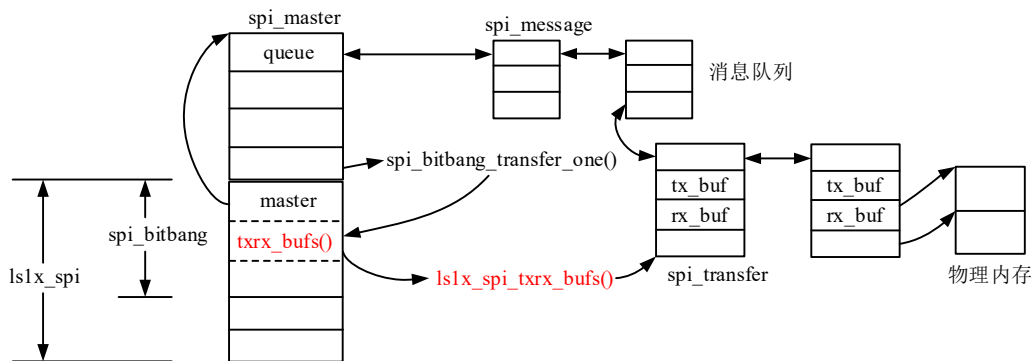 spi_master
spi_message
queue
消息队列
spi_bitbang_transfer_one()
master
tx_buf
tx_buf
rx_buf
rx_buf
spi_bitbang
txrx_bufs()
ls1x_spi
ls1x_spi_txrx_bufs()
spi_transfer
物理内存